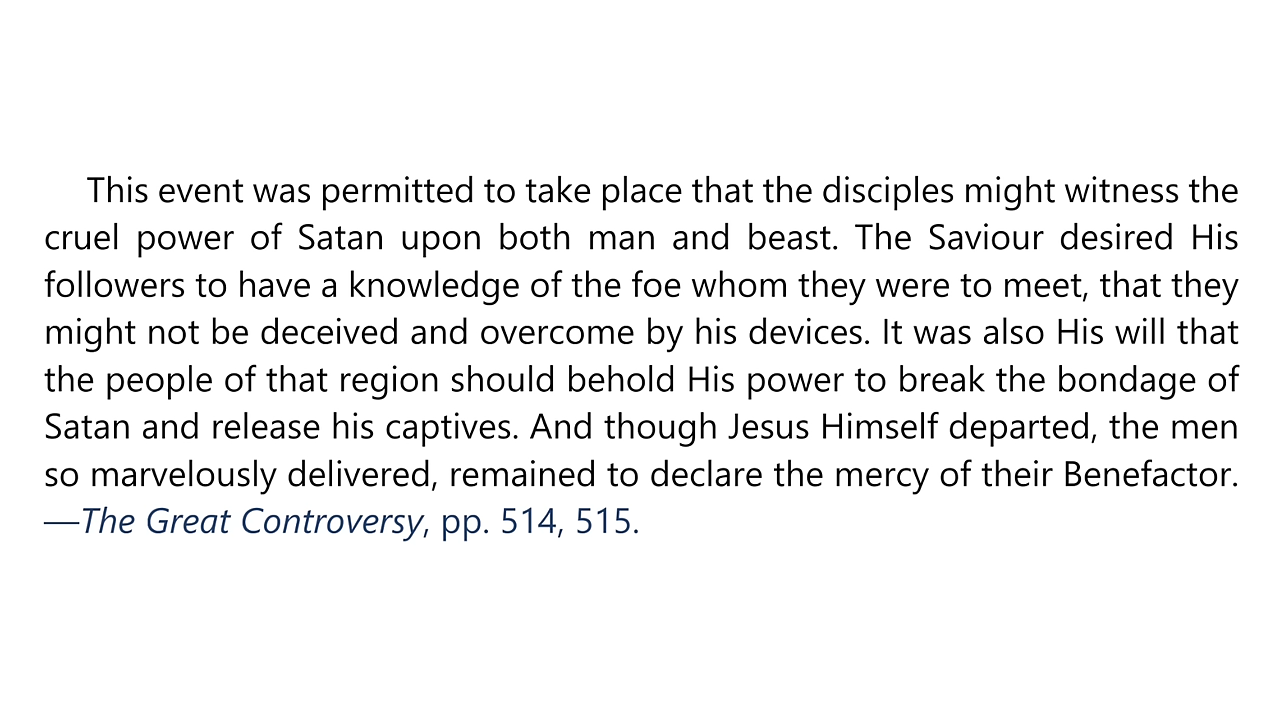 This event was permitted to take place that the disciples might witness the
cruel power of Satan upon both man and beast. The Saviour desired His
followers to have a knowledge of the foe whom they were to meet, that they
might not be deceived and overcome by his devices. It was also His will that
the people of that region should behold His power to break the bondage of
Satan and release his captives. And though Jesus Himself departed, the men
so marvelously delivered, remained to declare the mercy of their Benefactor.
—The Great Controversy, pp. 514, 515.